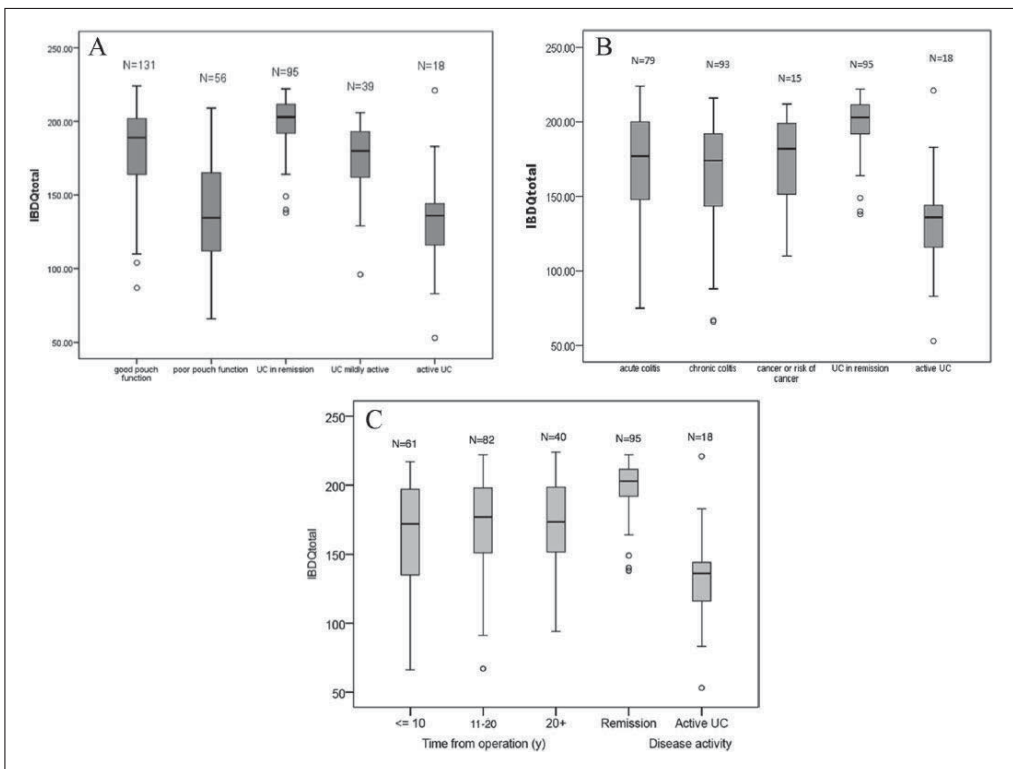 A
250.00
200.00
150.00
100.00
50.00
IBDQtotal
N=131
N=56
N=95
N=39
N=18
good pouch
function
poor pouch function
UC in remission
UC mildly active
active UC
B
250.00
200.00
150.00
100.00
50.00
IBDQtotal
N=79
N=93
N=15
N=95
N=18
acute colitis
chronic colitis
cancer or risk of
cancer
UC in remission
active UC
C
250
200
150
100
50
IBDQtotal
N=61
N=82
N=40
N=95
N=18
<= 10
11-20
20+
Remission
Active UC
Time from operation (y)
Disease activity